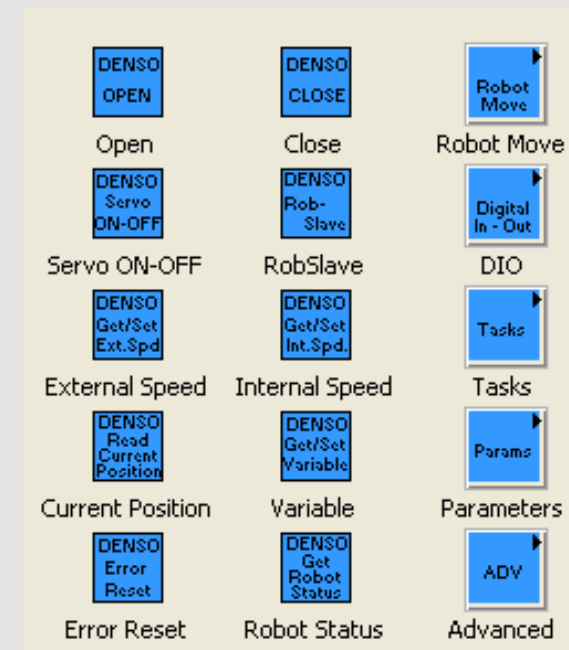 DENSO
OPEN
Open
DENSO
CLOSE
Close
Robot
Move
Robot Move
DENSO
Servo
ON-OFF
Servo ON-OFF
DENSO
Rob-
Slave
RobSlave
Digital
In - Out
DIO
DENSO
Get/Set
Ext.Spd
External Speed
DENSO
Get/Set
Int.Spd.
Internal Speed
Tasks
Tasks
DENSO
Read
Current
Position
Current Position
DENSO
Get/Set
Variable
Variable
Params
Parameters
DENSO
Error
Reset
Error Reset
DENSO
Get
Robot
Status
Robot Status
ADV
Advanced